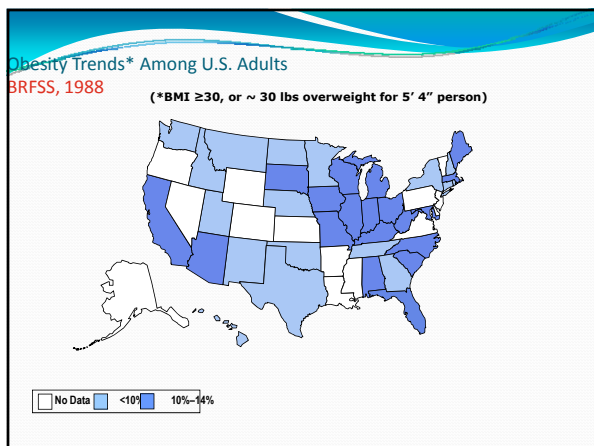 Obesity Trends* Among U.S. Adults
BRFSS, 1988
(*BMI ≥30, or ~ 30 lbs overweight for 5’ 4” person)
No Data <10% 10%–14%